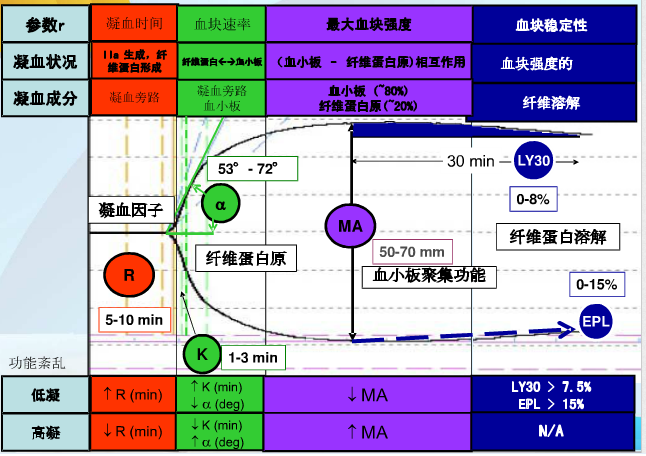 参数r 凝血时间 血块速率 最大血块强度 血块稳定性
凝血状况 IIa 生成，纤维蛋白形成 纤维蛋白←→血小板 （血小板 - 纤维蛋白原）相互作用 血块强度的
凝血成分 凝血旁路 凝血旁路 血小板 血小板（~80%） 纤维蛋白原（~20%） 纤维溶解
53° - 72°
30 min
LY30
α
0-8%
凝血因子
MA
纤维蛋白溶解
纤维蛋白原
50-70 mm
R
血小板聚集功能
0-15%
5-10 min
EPL
K
1-3 min
功能紊乱
低凝 ↑R (min) ↑K (min) ↓α (deg) ↓MA LY30 > 7.5% EPL > 15%
高凝 ↓R (min) ↓K (min) ↑α (deg) ↑MA N/A